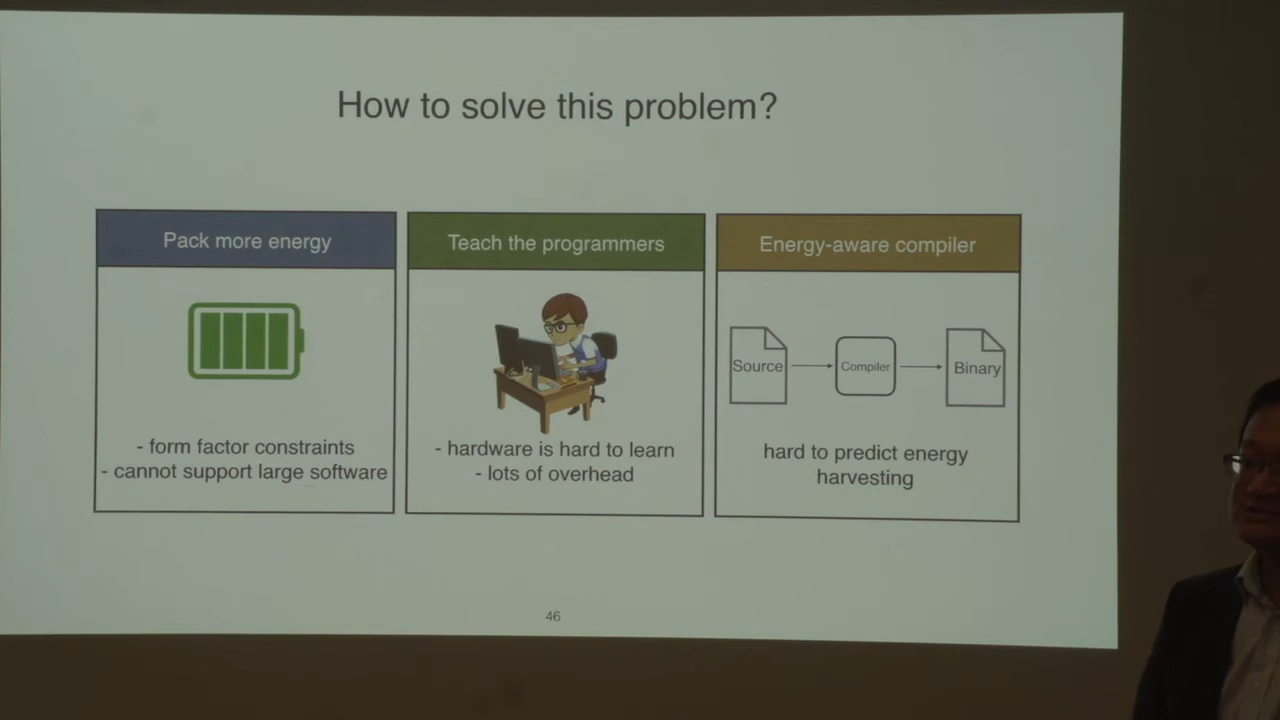 How to solve this problem?
Pack more energy
- form factor constraints
- cannot support large software
Teach the programmers
- hardware is hard to learn
- lots of overhead
Energy-aware compiler
Source
Compiler
Binary
hard to predict energy
harvesting
46